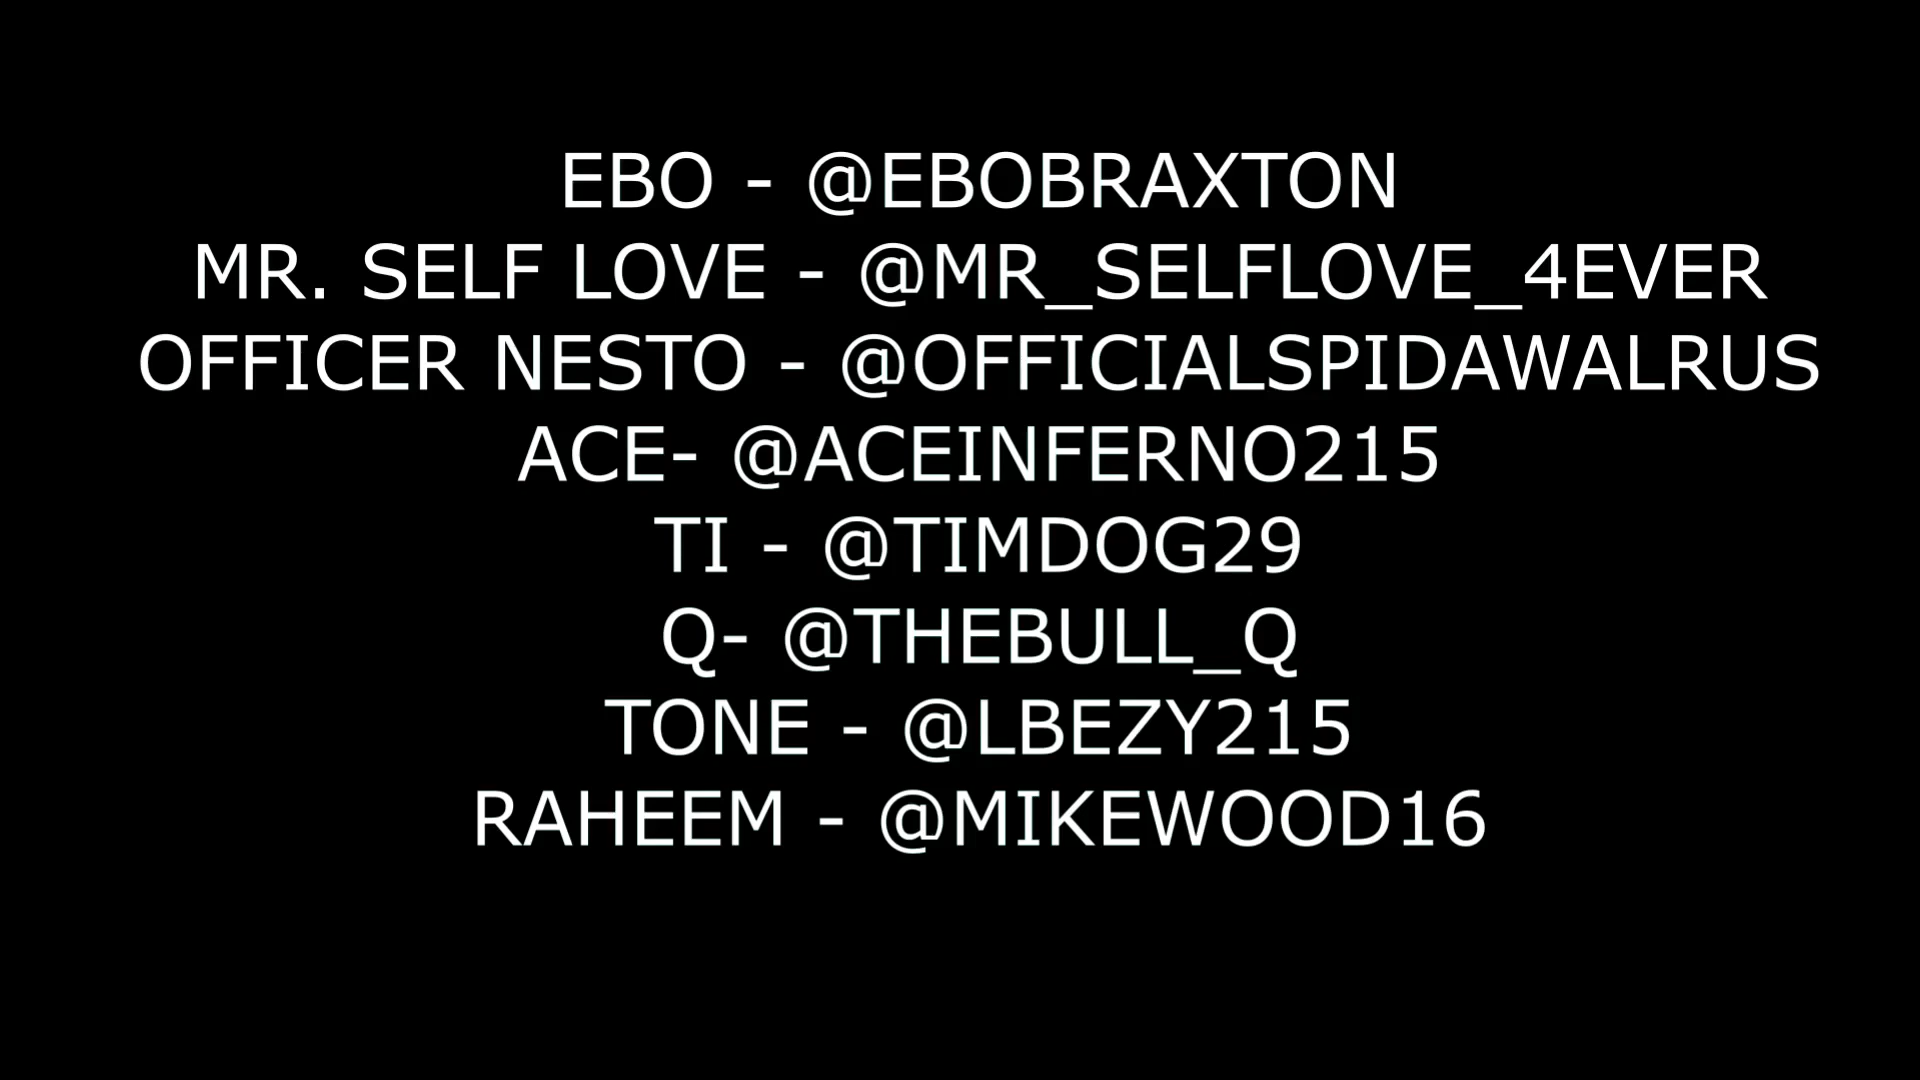 EBO - @EBOBRAXTON
MR. SELF LOVE - @MR_SELFLOVE_4EVER
OFFICER NESTO - @OFFICIALSPIDAWALRUS
ACE- @ACEINFERNO215
TI - @TIMDOG29
Q- @THEBULL_Q
TONE - @LBEZY215
RAHEEM - @MIKEWOOD16